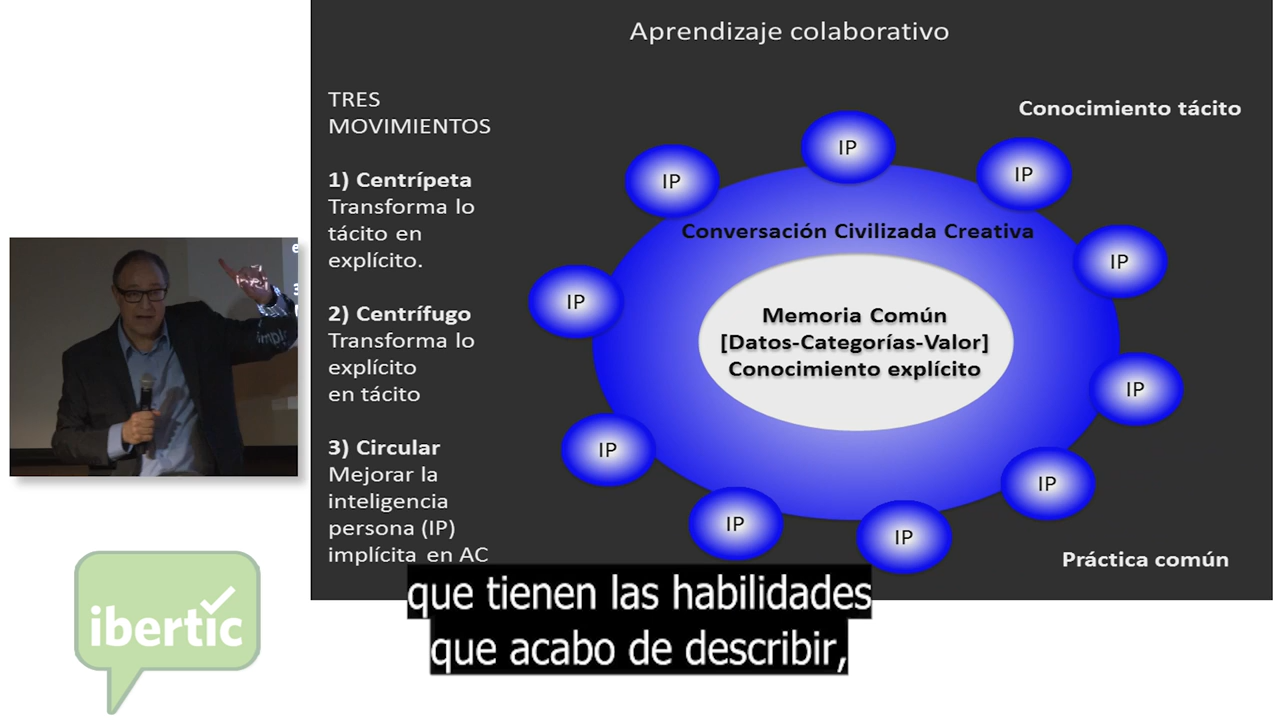 Aprendizaje colaborativo
TRES
MOVIMIENTOS
1) Centrípeta
Transforma lo
tácito en
explícito.
2) Centrífugo
Transforma lo
explícito
en tácito
3) Circular
Mejorar la
inteligencia
persona (IP)
implícita en AC
Conocimiento tácito
IP
IP
IP
IP
IP
IP
IP
IP
IP
IP
IP
Conversación Civilizada Creativa
Memoria Común
[Datos-Categorías-Valor]
Conocimiento explícito
Práctica común
ibertic
que tienen las habilidades
que acabo de describir,